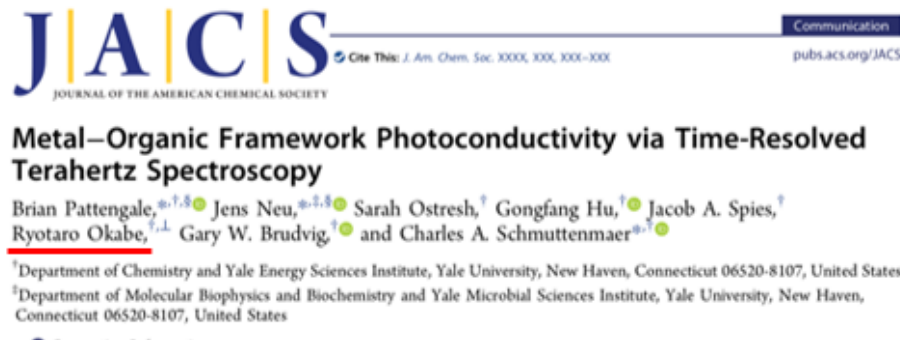 JACS
JOURNAL OF THE AMERICAN CHEMICAL SOCIETY
Cite This: J. Am. Chem. Soc. XXXX, XXX, XXX−XXX
Communication
pubs.acs.org/JACS
Metal−Organic Framework Photoconductivity via Time-Resolved
Terahertz Spectroscopy
Brian Pattengale,*,†,§ Jens Neu,*,‡,§ Sarah Ostresh,† Gongfang Hu,† Jacob A. Spies,†
Ryotaro Okabe,†,⊥ Gary W. Brudvig,† and Charles A. Schmuttenmaer*,†
†Department of Chemistry and Yale Energy Sciences Institute, Yale University, New Haven, Connecticut 06520-8107, United States
‡Department of Molecular Biophysics and Biochemistry and Yale Microbial Sciences Institute, Yale University, New Haven,
Connecticut 06520-8107, United States